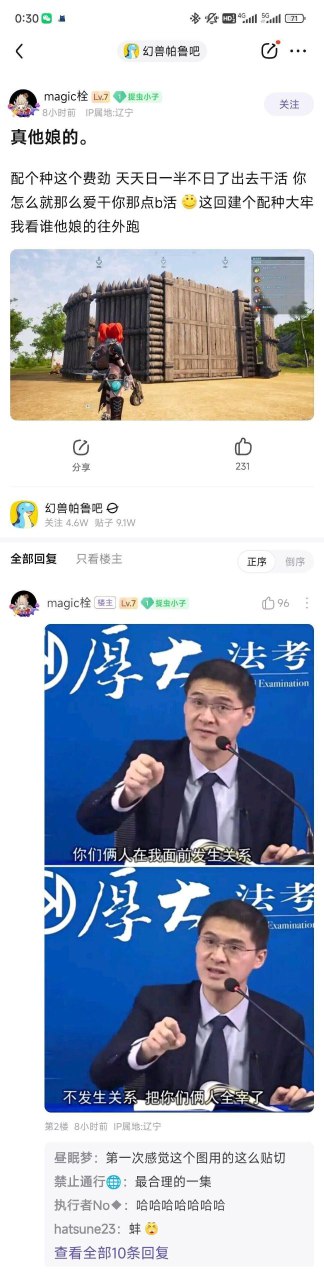 0:30
HD
4G
5G
71
幻兽帕鲁吧
magic栓 Lv.7 1 捉虫小子
8小时前 IP属地:辽宁
关注
真他娘的。
配个种这个费劲 天天日一半不日了出去干活 你
怎么就那么爱干你那点b活 这回建个配种大牢
我看谁他娘的往外跑
分享
231
幻兽帕鲁吧
关注 4.6W 贴子 9.1W
全部回复 只看楼主
正序 倒序
magic栓 楼主 Lv.7 1 捉虫小子
96
厚大 法考
Examination
你们俩人在我面前发生关系
厚大 法考
Examination
不发生关系 把你们俩人全宰了
第2楼 8小时前 IP属地:辽宁
昼眠梦：第一次感觉这个图用的这么贴切
禁止通行🌐：最合理的一集
执行者No◆：哈哈哈哈哈哈哈
hatsune23：蚌
查看全部10条回复